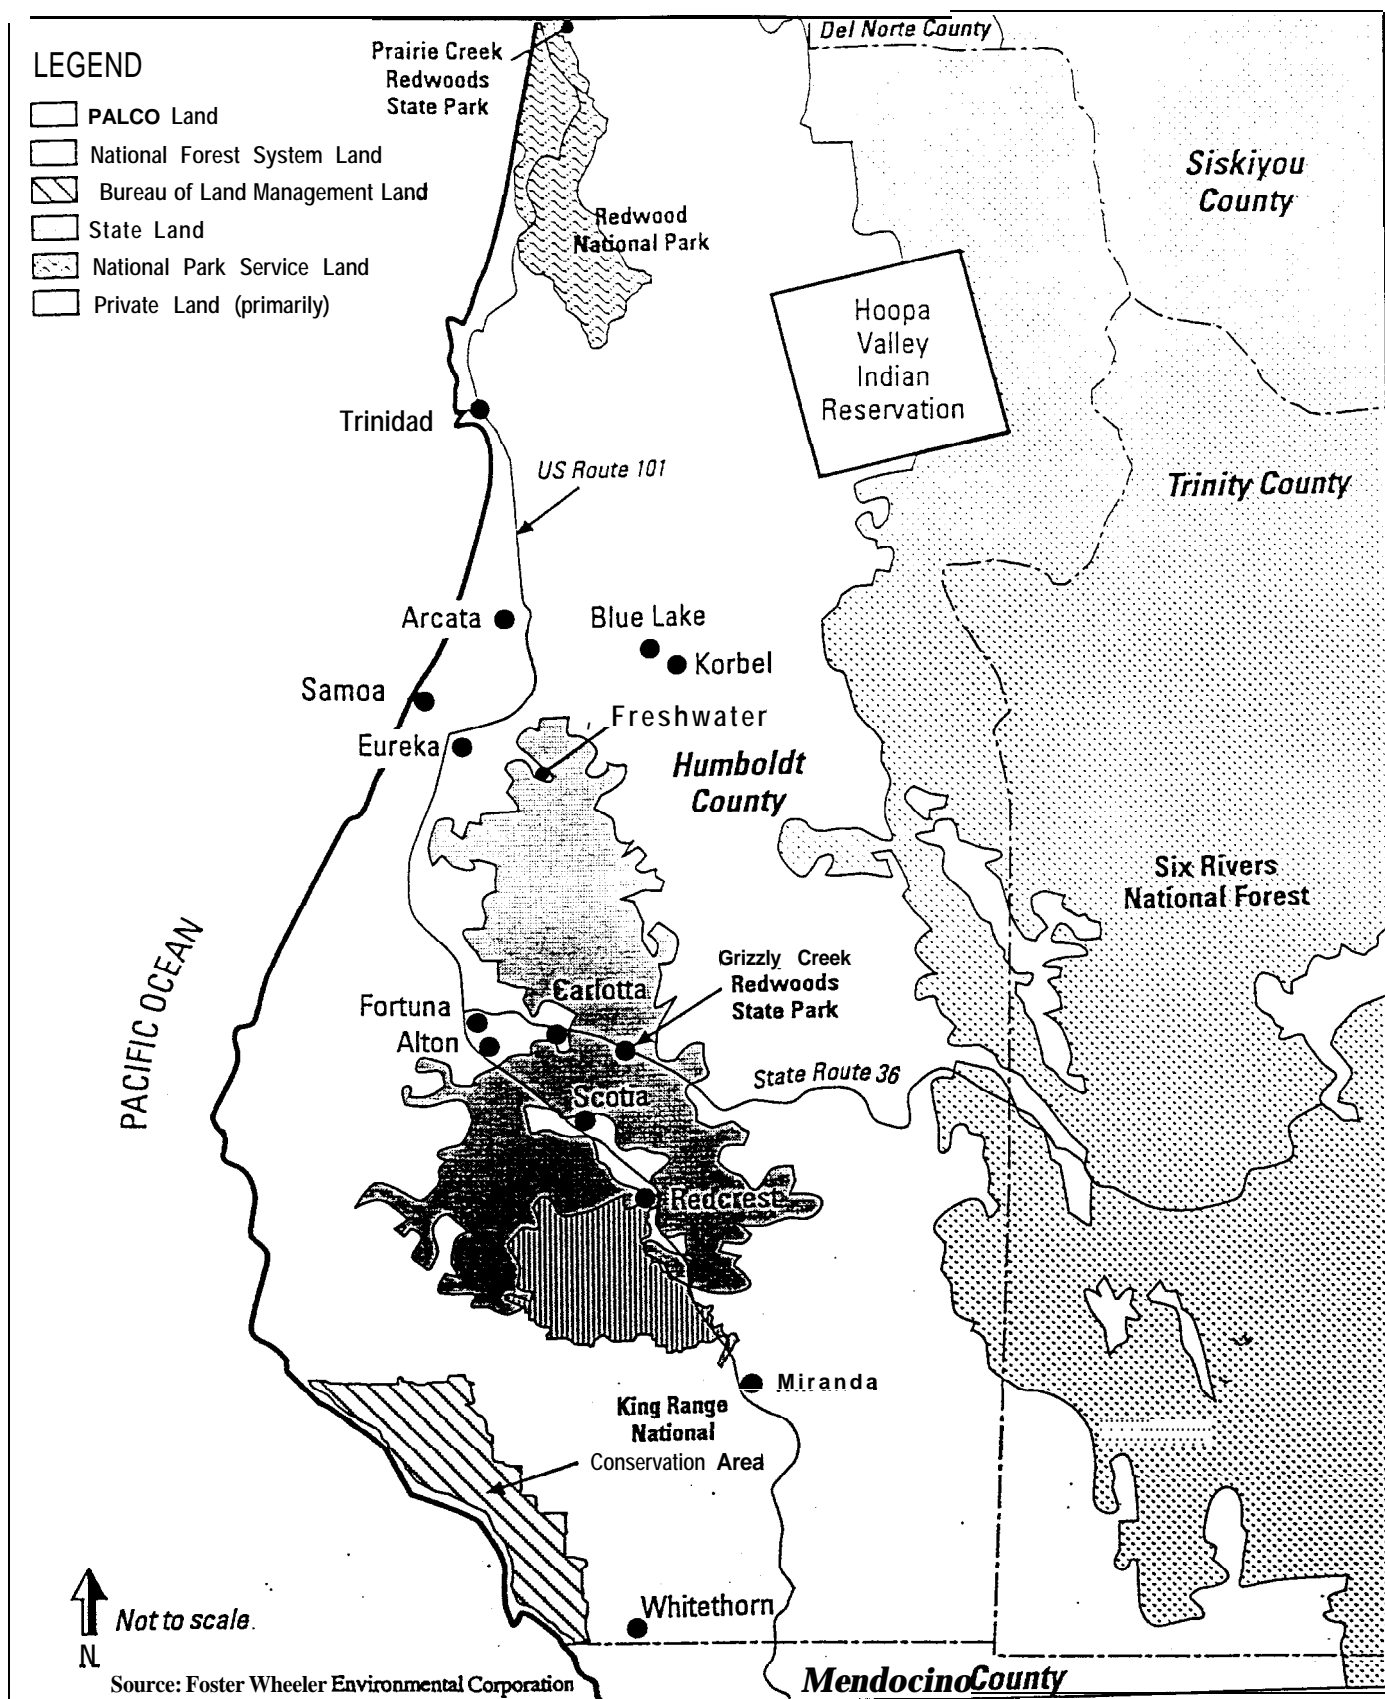 Del Norte County
Prairie Creek
Redwoods
State Park
LEGEND
PALCO Land
National Forest System Land
Bureau of Land Management Land
State Land
National Park Service Land
Private Land (primarily)
Siskiyou
County
Redwood
National Park
Hoopa
Valley
Indian
Reservation
Trinidad
US Route 101
Trinity County
Arcata
Blue Lake
Korbel
Samoa
Freshwater
Eureka
Humboldt
County
Six Rivers
National Forest
PACIFIC OCEAN
Grizzly Creek
Redwoods
State Park
Carlotta
Fortuna
Alton
State Route 36
Scotia
Redcrest
Miranda
King Range
National
Conservation Area
Whitethorn
Not to scale.
N.
Mendocino County
Source: Foster Wheeler Environmental Corporation